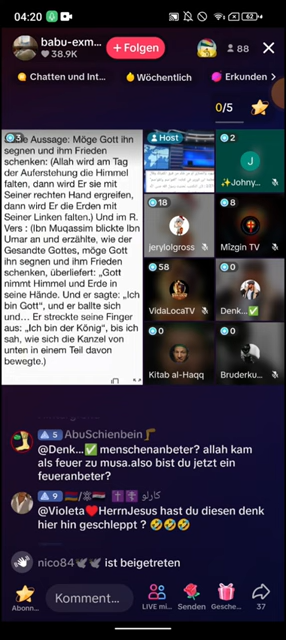 04:20
62
babu-exm...
38.9K
+ Folgen
88
Chatten und Int...
Wöchentlich
Erkunden >
0/5
3
Aussage: Möge Gott ihn
segnen und ihm Frieden
schenken: (Allah wird am Tag
der Auferstehung die Himmel
falten, dann wird Er sie mit
Seiner rechten Hand ergreifen,
dann wird Er die Erden mit
Seiner Linken falten.) Und im R.
Vers : (Ibn Muqassim blickte Ibn
Umar an und erzählte, wie der
Gesandte Gottes, möge Gott
ihn segnen und ihm Frieden
schenken, überliefert: „Gott
nimmt Himmel und Erde in
seine Hände. Und er sagte: „Ich
bin Gott“, und er ballte sich
und… Er streckte seine Finger
aus: „Ich bin der König“, bis ich
sah, wie sich die Kanzel von
unten in einem Teil davon
bewegte.)
Host
2
J
✨Johny...
18
jerylolgross
8
Mîzgin TV
58
VidaLocaTV
0
Denk...✅
0
Kitab al-Haqq
0
Bruderku...
5 AbuSchienbein
@Denk...✅ menschenanbeter? allah kam
als feuer zu musa.also bist du jetzt ein
feueranbeter?
9 كارلو
@Violeta♥️HerrnJesus hast du diesen denk
hier hin geschleppt ? 🤣🤣🤣
nico84🕊🕊 ist beigetreten
Abonn...
Komment...
LIVE mi...
Senden
Gesche...
37